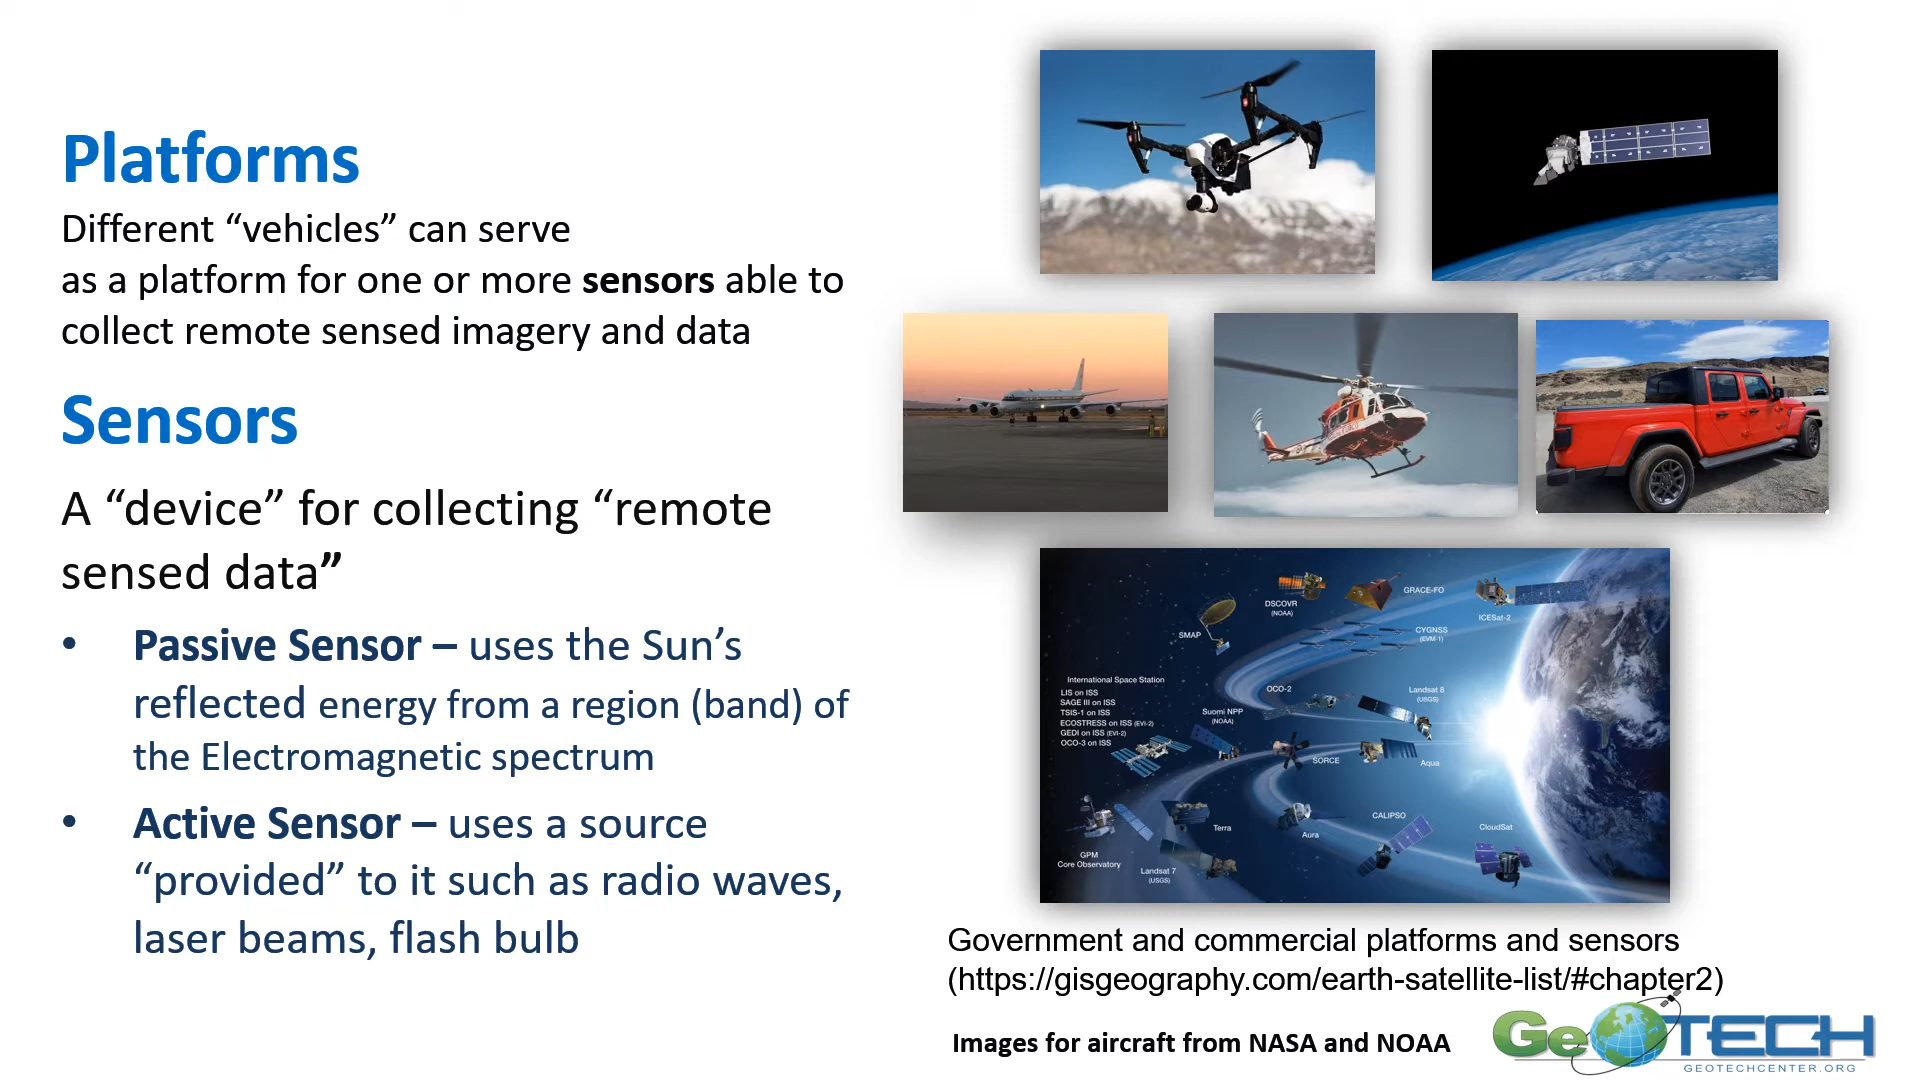 Platforms
Different “vehicles” can serve
as a platform for one or more sensors able to
collect remote sensed imagery and data
Sensors
A “device” for collecting “remote
sensed data”
• Passive Sensor – uses the Sun’s
reflected energy from a region (band) of
the Electromagnetic spectrum
• Active Sensor – uses a source
“provided” to it such as radio waves,
laser beams, flash bulb
DSCOVR
(NOAA)
GRACE-FO
ICESat-2
SMAP
CYGNSS
(EVM-1)
International Space Station
LIS on ISS
SAGE III on ISS
TSIS-1 on ISS
ECOSTRESS on ISS (EVI-2)
GEDI on ISS (EVI-2)
OCO-3 on ISS
OCO-2
Landsat 8
(USGS)
Suomi NPP
(NOAA)
SORCE
Aqua
Terra
Aura
CALIPSO
CloudSat
GPM
Core Observatory
Landsat 7
(USGS)
Government and commercial platforms and sensors
(https://gisgeography.com/earth-satellite-list/#chapter2)
Images for aircraft from NASA and NOAA
GeoTECH
GEOTECHCENTER.ORG